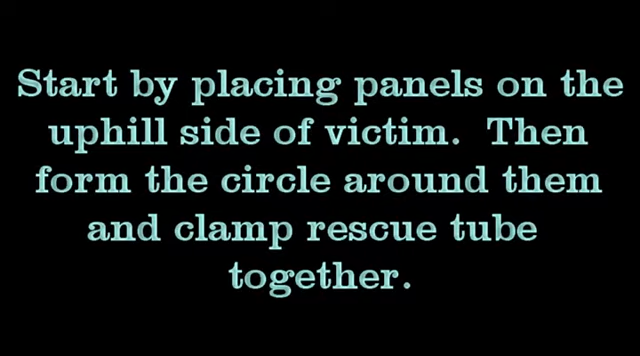 Start by placing panels on the
uphill side of victim.  Then
form the circle around them
and clamp rescue tube
together.